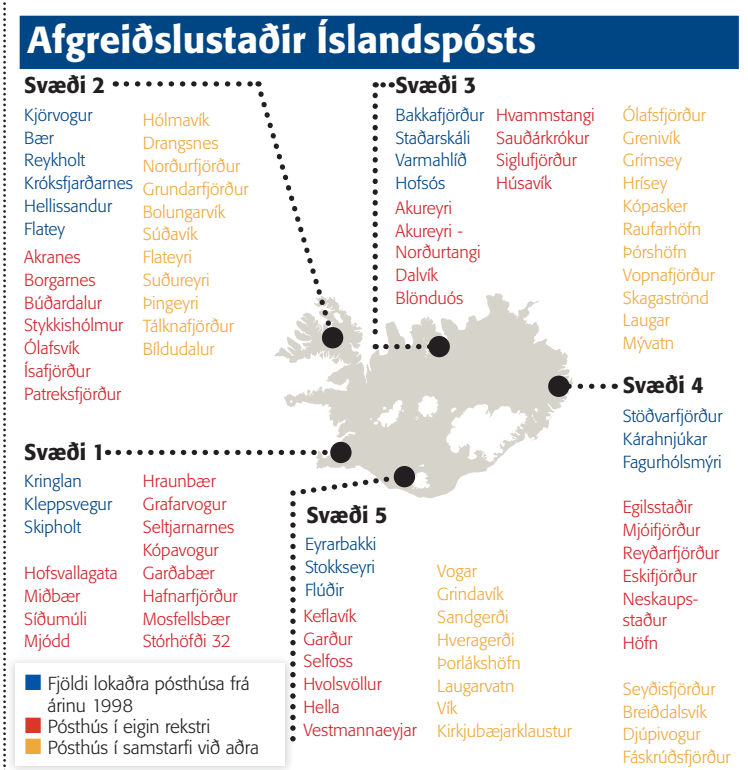 Afgreiðslustaðir Íslandspósts
Svæði 2
Kjörvogur
Bær
Reykholt
Króksfjarðarnes
Hellissandur
Flatey
Akranes
Borgarnes
Búðardalur
Stykkishólmur
Ólafsvík
Ísafjörður
Patreksfjörður
Hólmavík
Drangsnes
Norðurfjörður
Grundarfjörður
Bolungarvík
Súðavík
Flateyri
Suðureyri
Þingeyri
Tálknafjörður
Bíldudalur
Svæði 3
Bakkafjörður
Staðarskáli
Varmahlíð
Hofsós
Akureyri
Akureyri -
Norðurtangi
Dalvík
Blönduós
Hvammstangi
Sauðárkrókur
Siglufjörður
Húsavík
Ólafsfjörður
Grenivík
Grímsey
Hrísey
Kópasker
Raufarhöfn
Þórshöfn
Vopnafjörður
Skagaströnd
Laugar
Mývatn
Svæði 4
Stöðvarfjörður
Kárahnjúkar
Fagurhólsmýri
Egilsstaðir
Mjóifjörður
Reyðarfjörður
Eskifjörður
Neskaups-
staður
Höfn
Seyðisfjörður
Breiðdalsvík
Djúpivogur
Fáskrúðsfjörður
Svæði 1
Kringlan
Kleppsvegur
Skipholt
Hofsvallagata
Miðbær
Síðumúli
Mjódd
Hraunbær
Grafarvogur
Seltjarnarnes
Kópavogur
Garðabær
Hafnarfjörður
Mosfellsbær
Stórhöfði 32
Svæði 5
Eyrarbakki
Stokkseyri
Flúðir
Keflavík
Garður
Selfoss
Hvolsvöllur
Hella
Vestmannaeyjar
Vogar
Grindavík
Sandgerði
Hveragerði
Þorlákshöfn
Laugarvatn
Vík
Kirkjubæjarklaustur
Fjöldi lokaðra pósthúsa frá
árinu 1998
Pósthús í eigin rekstri
Pósthús í samstarfi við aðra